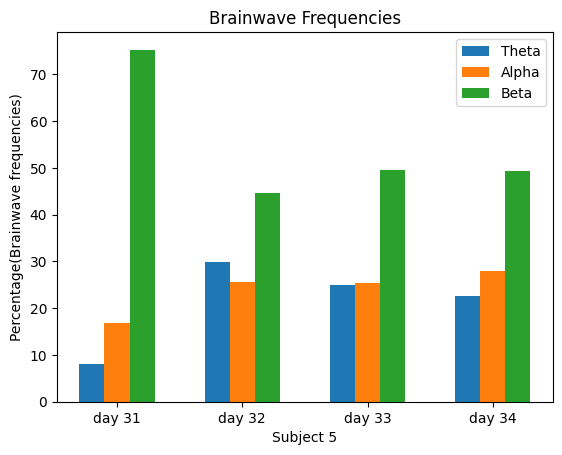 Brainwave Frequencies
Theta
Alpha
Beta
Percentage(Brainwave frequencies)
70
60
50
40
30
20
10
0
day 31 day 32 day 33 day 34
Subject 5